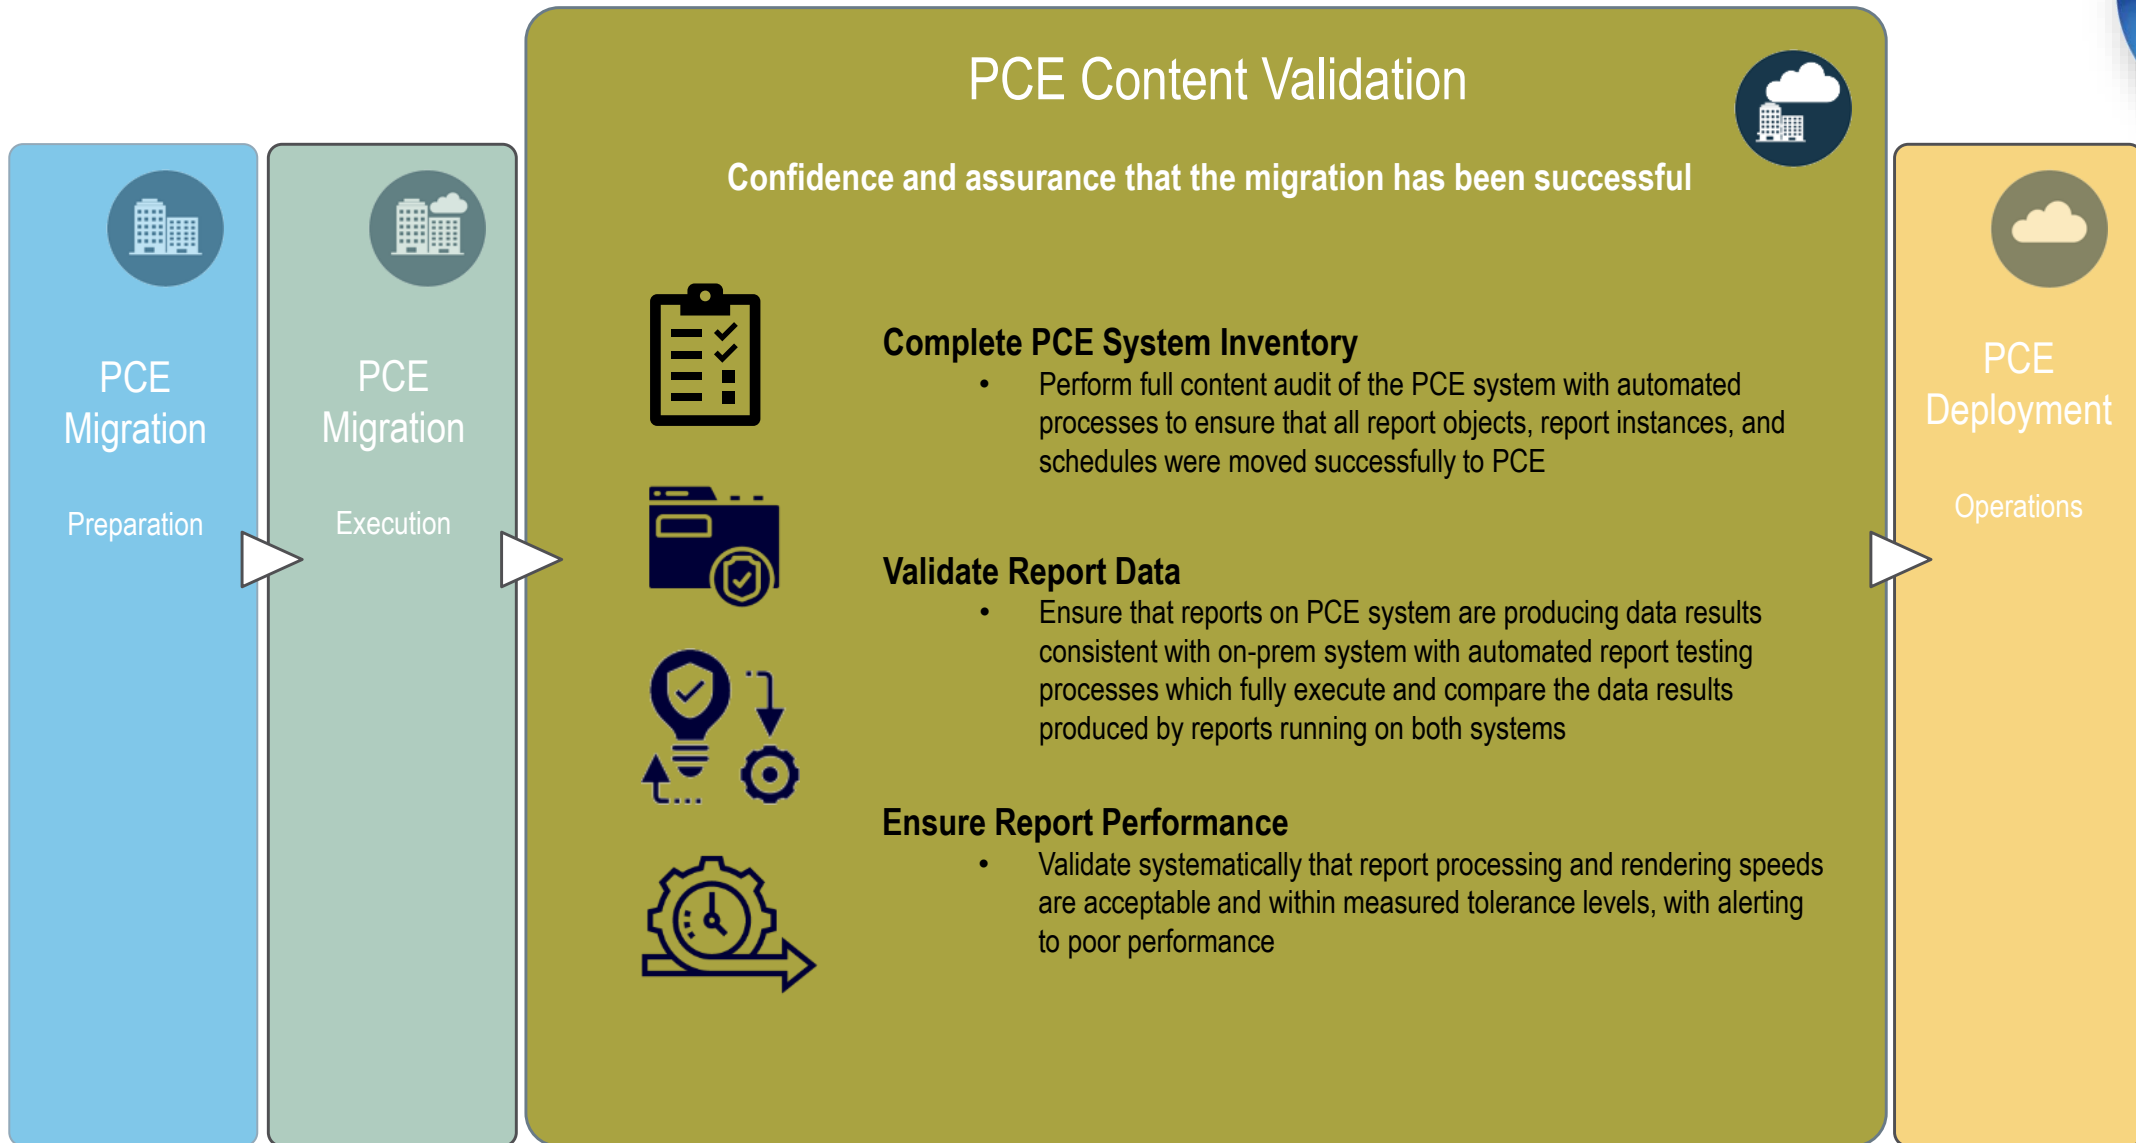 PCE
Migration
Preparation
PCE
Migration
Execution
PCE Content Validation
Confidence and assurance that the migration has been successful
Complete PCE System Inventory
• Perform full content audit of the PCE system with automated
processes to ensure that all report objects, report instances, and
schedules were moved successfully to PCE
Validate Report Data
• Ensure that reports on PCE system are producing data results
consistent with on-prem system with automated report testing
processes which fully execute and compare the data results
produced by reports running on both systems
Ensure Report Performance
• Validate systematically that report processing and rendering speeds
are acceptable and within measured tolerance levels, with alerting
to poor performance
PCE
Deployment
Operations